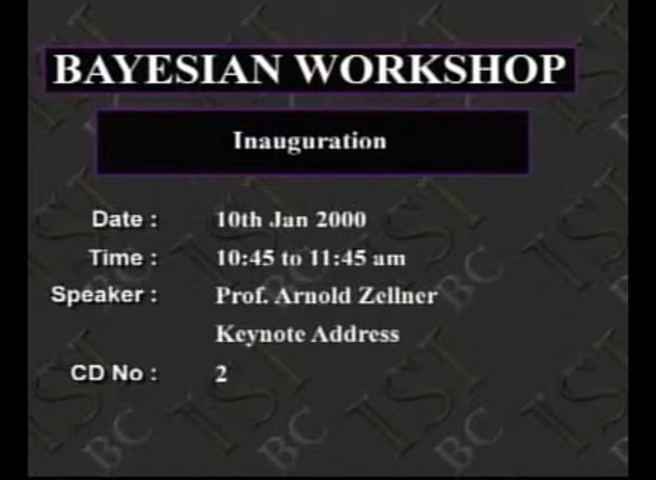 BAYESIAN WORKSHOP
Inauguration
Date : 10th Jan 2000
Time : 10:45 to 11:45 am
Speaker : Prof. Arnold Zellner
Keynote Address
CD No : 2